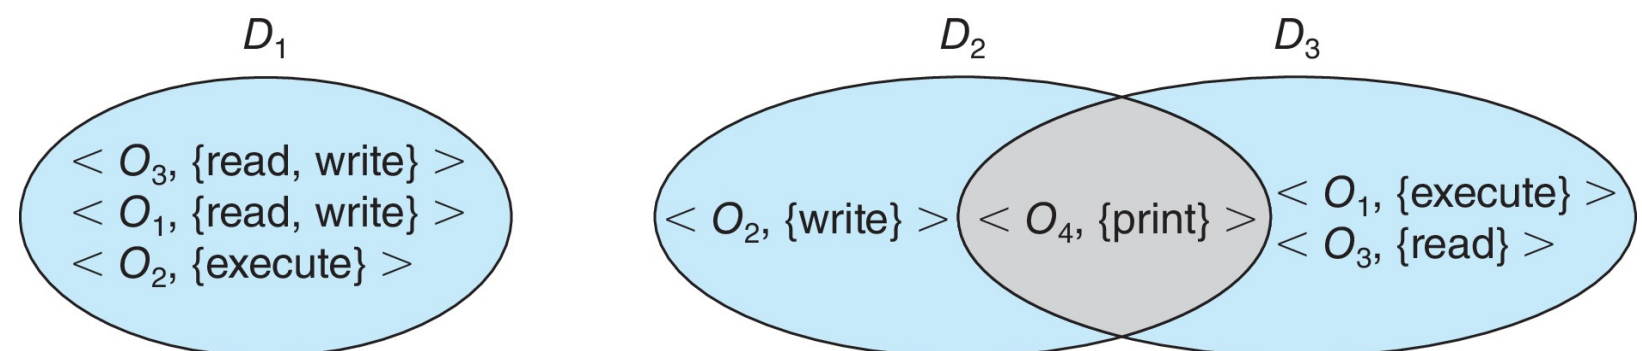 D₁
D₂
D₃
< O₃, {read, write} >
< O₁, {read, write} >
< O₂, {execute} >
< O₂, {write} >
< O₄, {print} >
< O₁, {execute} >
< O₃, {read} >